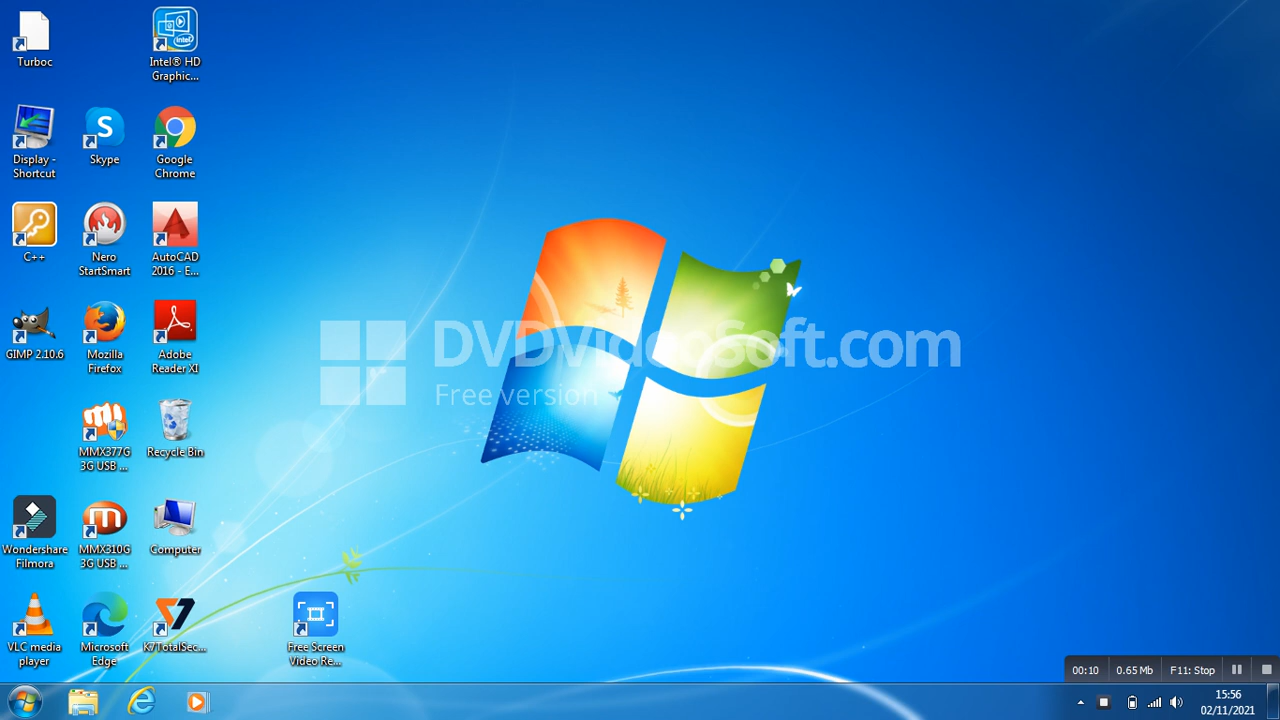 Turboc
Intel® HD
Graphic...
intel
Display -
Shortcut
Skype
Google
Chrome
C++
Nero
StartSmart
AutoCAD
2016 - E...
GIMP 2.10.6
Mozilla
Firefox
Adobe
Reader XI
DVDVideoSoft.com
Free version
MMX377G
3G USB ...
Recycle Bin
Wondershare
Filmora
MMX310G
3G USB ...
Computer
VLC media
player
Microsoft
Edge
K7TotalSec...
Free Screen
Video Re...
00:10
0.65 Mb
F11: Stop
15:56
02/11/2021